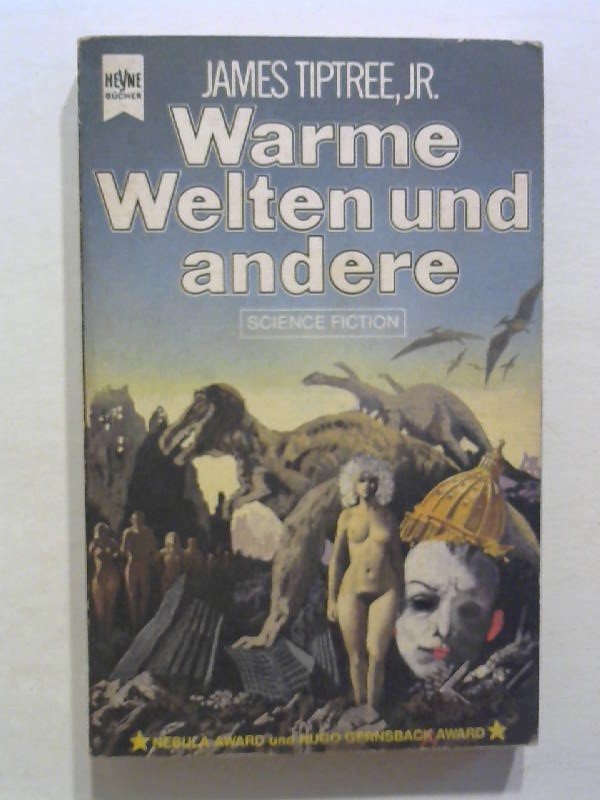 HEYNE
BÜCHER
JAMES TIPTREE, JR.
Warme
Welten und
andere
SCIENCE FICTION
NEBULA AWARD und HUGO GERNSBACK AWARD